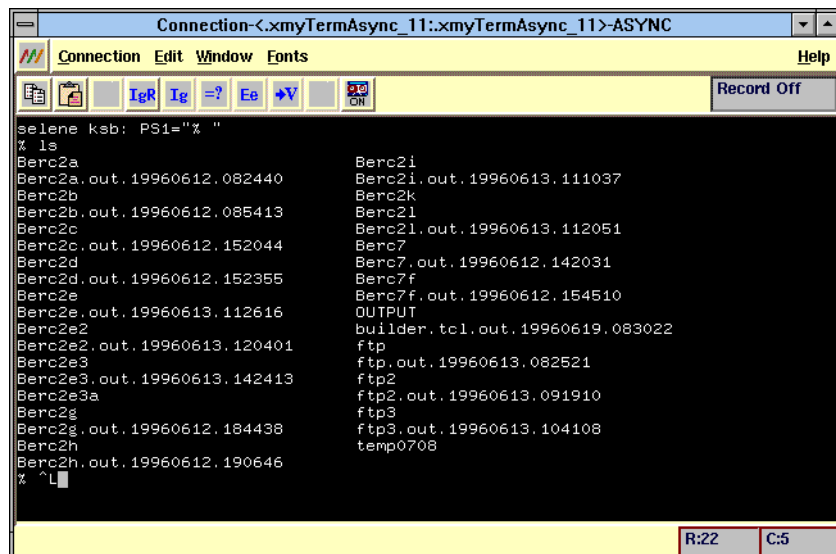 Connection-<.xmyTermAsync_11:.xmyTermAsync_11>-ASYNC
Connection Edit Window Fonts Help
IgR Ig =? Ee →V ON Record Off
selene ksb: PS1="% "
% ls
Berc2a Berc2i
Berc2a.out.19960612.082440 Berc2i.out.19960613.111037
Berc2b Berc2k
Berc2b.out.19960612.085413 Berc2l
Berc2c Berc2l.out.19960613.112051
Berc2c.out.19960612.152044 Berc7
Berc2d Berc7.out.19960612.142031
Berc2d.out.19960612.152355 Berc7f
Berc2e Berc7f.out.19960612.154510
Berc2e.out.19960613.112616 OUTPUT
Berc2e2 builder.tcl.out.19960619.083022
Berc2e2.out.19960613.120401 ftp
Berc2e3 ftp.out.19960613.082521
Berc2e3.out.19960613.142413 ftp2
Berc2e3a ftp2.out.19960613.091910
Berc2g ftp3
Berc2g.out.19960612.184438 ftp3.out.19960613.104108
Berc2h temp0708
Berc2h.out.19960612.190646
% ^L
R:22 C:5